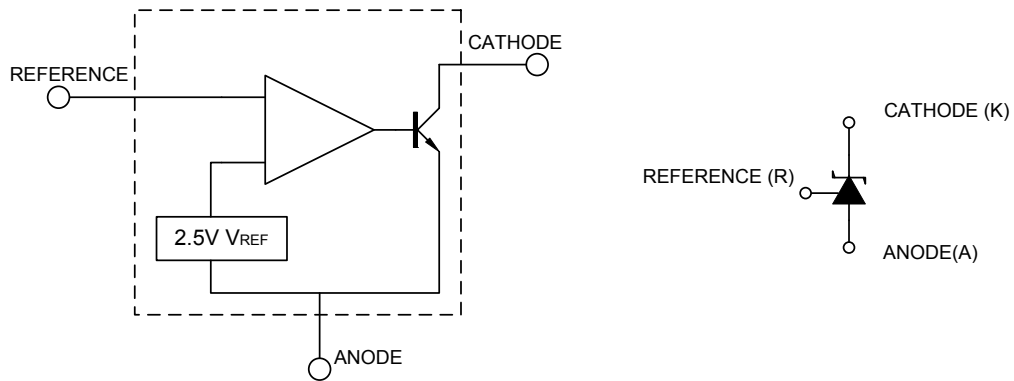 CATHODE
REFERENCE
2.5V VREF
ANODE
CATHODE (K)
REFERENCE (R)
ANODE(A)